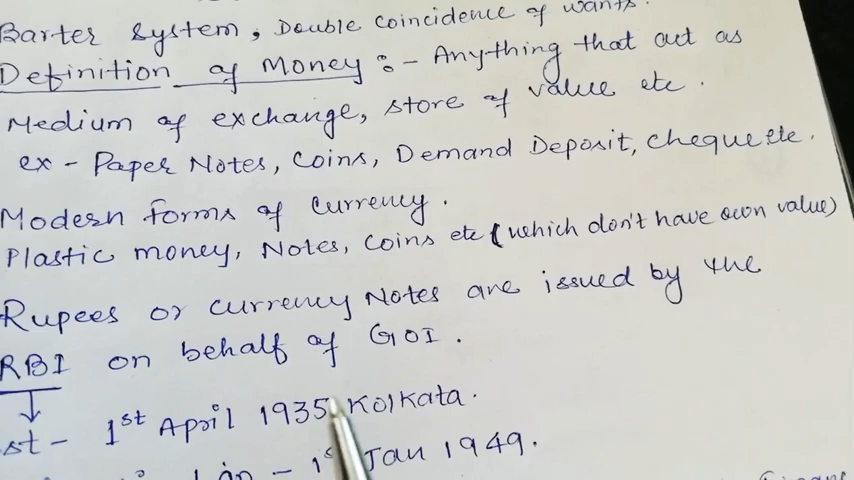 Barter System, Double coincidence of wants.
Definition of Money :- Anything that act as
Medium of exchange, store of value etc.
ex - Paper Notes, Coins, Demand Deposit, cheque etc.
Modern forms of currency.
Plastic money, Notes, coins etc (which don't have own value)
Rupees or currency Notes are issued by the
RBI on behalf of GOI.
st - 1st April 1935 Kolkata.
in - 1st Jan 1949.